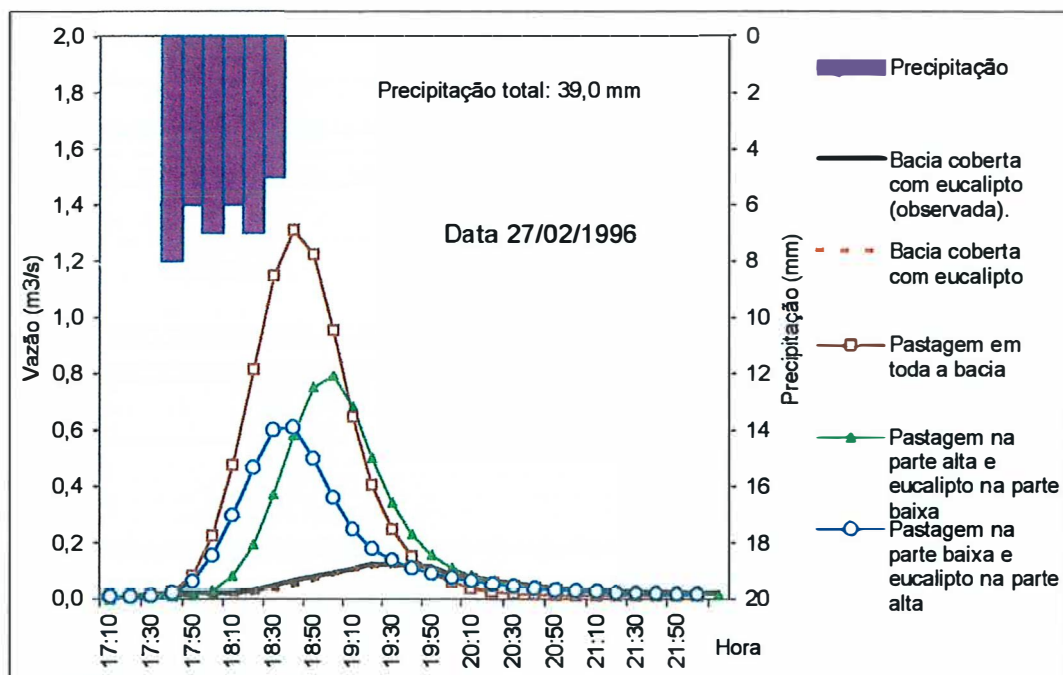 2,0
1,8
1,6
1,4
1,2
1,0
0,8
0,6
0,4
0,2
0,0
Vazão (m3/s)
Precipitação total: 39,0 mm
Data 27/02/1996
0
2
4
6
8
10
12
14
16
18
20
Precipitação (mm)
17:10
17:30
17:50
18:10
18:30
18:50
19:10
19:30
19:50
20:10
20:30
20:50
21:10
21:30
21:50
Hora
Precipitação
Bacia coberta
com eucalipto
(observada).
Bacia coberta
com eucalipto
Pastagem em
toda a bacia
Pastagem na
parte alta e
eucalipto na parte
baixa
Pastagem na
parte baixa e
eucalipto na parte
alta